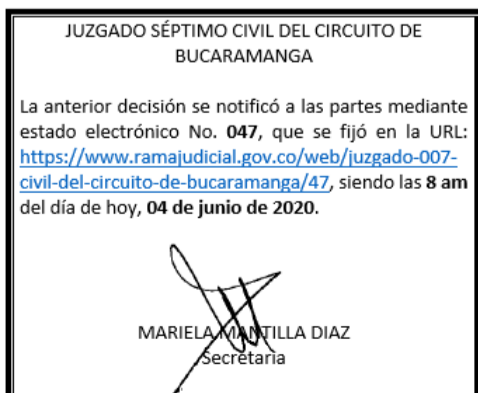 JUZGADO SÉPTIMO CIVIL DEL CIRCUITO DE
BUCARAMANGA
La anterior decisión se notificó a las partes mediante
estado electrónico No. 047, que se fijó en la URL:
https://www.ramajudicial.gov.co/web/juzgado-007-
civil-del-circuito-de-bucaramanga/47, siendo las 8 am
del día de hoy, 04 de junio de 2020.
MARIELA MANTILLA DIAZ
Secretaria